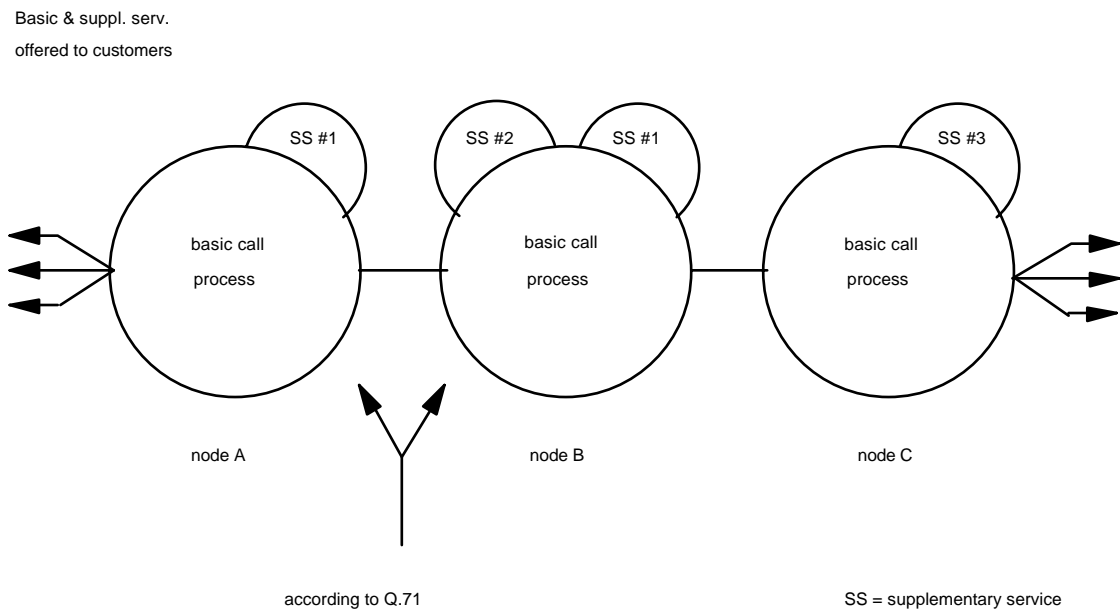 Basic & suppl. serv.
offered to customers
SS #1
SS #2
SS #1
SS #3
basic call
process
basic call
process
basic call
process
node A
node B
node C
according to Q.71
SS = supplementary service